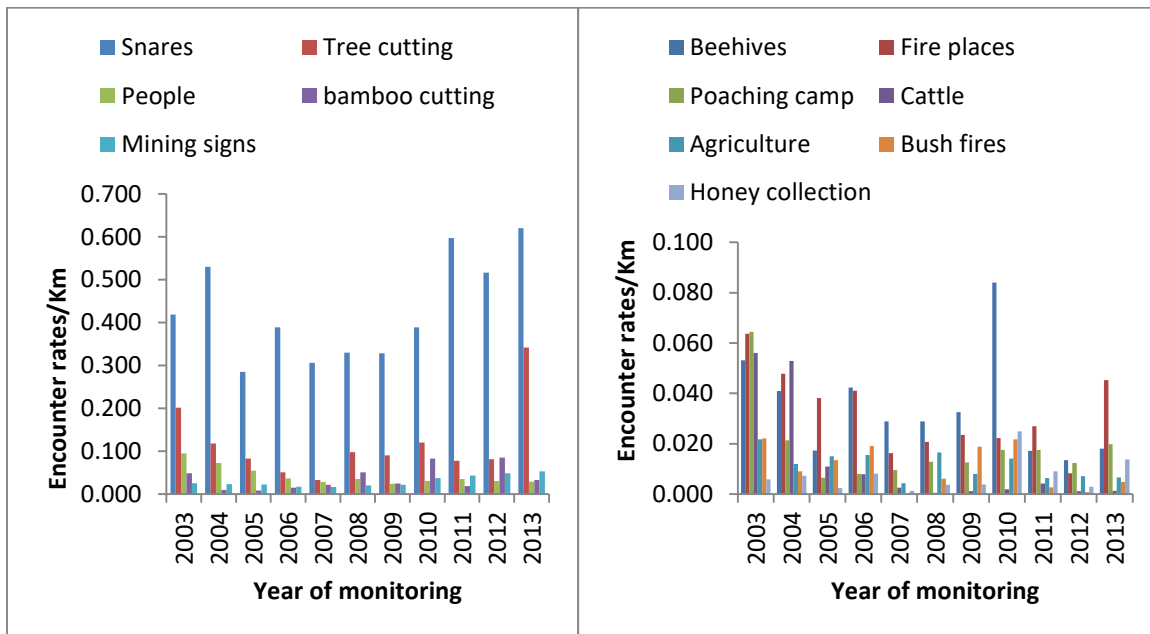 Snares
Tree cutting
People
bamboo cutting
Mining signs
0.700
0.600
0.500
0.400
0.300
0.200
0.100
0.000
Encounter rates/Km
2003
2004
2005
2006
2007
2008
2009
2010
2011
2012
2013
Year of monitoring
Beehives
Fire places
Poaching camp
Cattle
Agriculture
Bush fires
Honey collection
0.100
0.080
0.060
0.040
0.020
0.000
Encounter rates/Km
2003
2004
2005
2006
2007
2008
2009
2010
2011
2012
2013
Year of monitoring